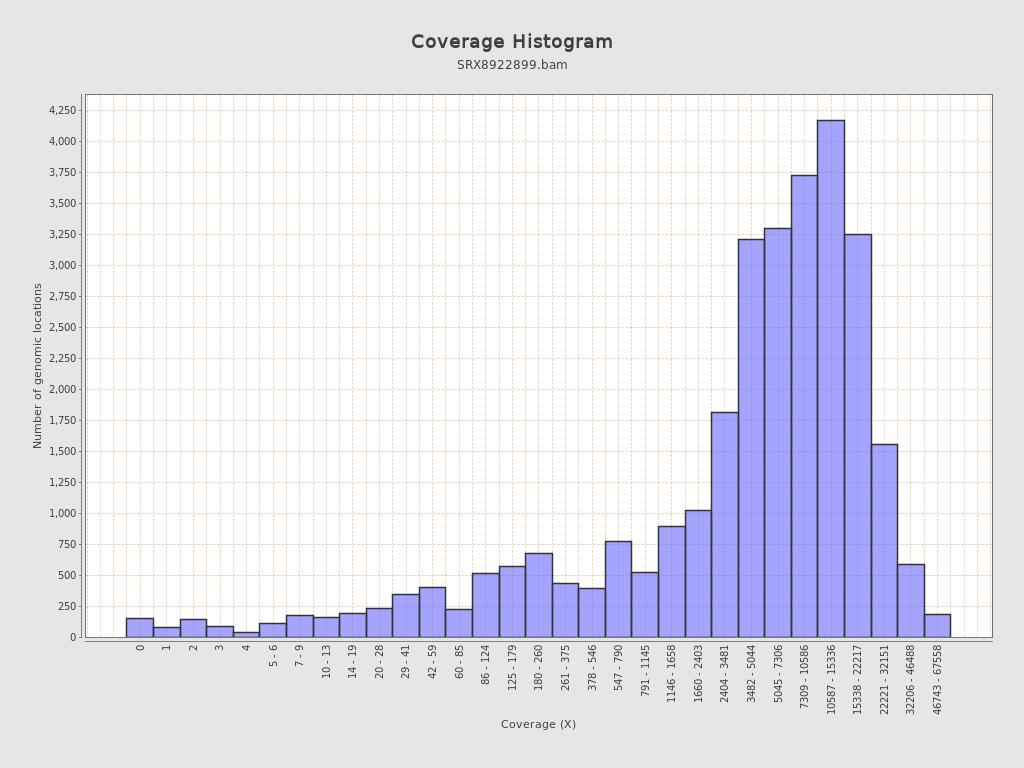 Coverage Histogram
SRX8922899.bam
Number of genomic locations
4,250
4,000
3,750
3,500
3,250
3,000
2,750
2,500
2,250
2,000
1,750
1,500
1,250
1,000
750
500
250
0
0
1
2
3
4
5 - 6
7 - 9
10 - 13
14 - 19
20 - 28
29 - 41
42 - 59
60 - 85
86 - 124
125 - 179
180 - 260
261 - 375
378 - 546
547 - 790
791 - 1145
1146 - 1658
1660 - 2403
2404 - 3481
3482 - 5044
5045 - 7306
7309 - 10586
10587 - 15336
15338 - 22217
22221 - 32151
32206 - 46488
46743 - 67558
Coverage (X)